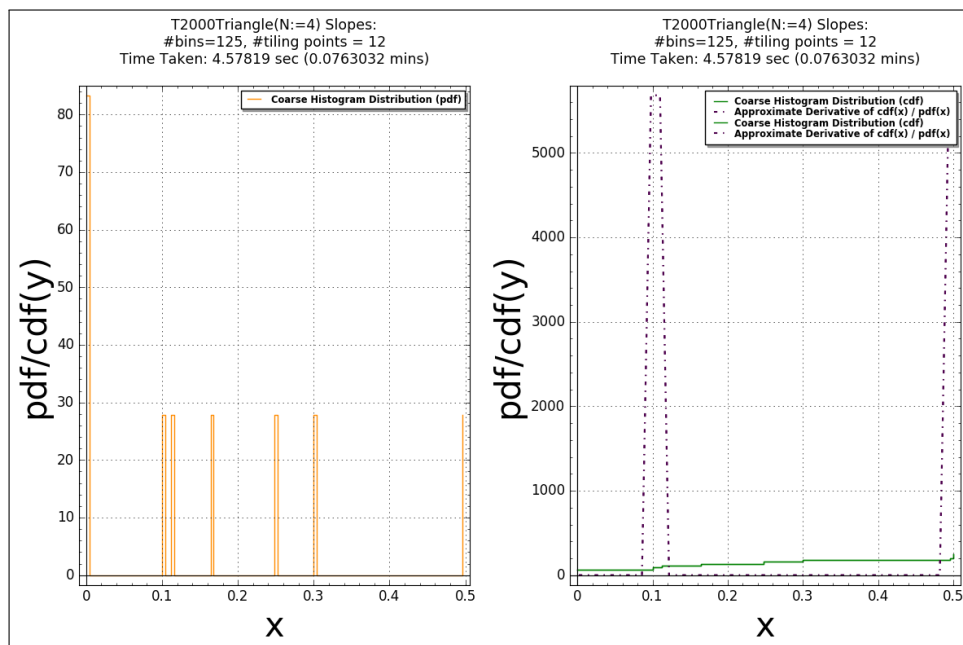 T2000Triangle(N:=4) Slopes:
#bins=125, #tiling points = 12
Time Taken: 4.57819 sec (0.0763032 mins)
Coarse Histogram Distribution (pdf)
80
70
60
50
40
30
20
10
0
0
0.1
0.2
0.3
0.4
0.5
pdf/cdf(y)
x
T2000Triangle(N:=4) Slopes:
#bins=125, #tiling points = 12
Time Taken: 4.57819 sec (0.0763032 mins)
Coarse Histogram Distribution (cdf)
Approximate Derivative of cdf(x) / pdf(x)
Coarse Histogram Distribution (cdf)
Approximate Derivative of cdf(x) / pdf(x)
5000
4000
3000
2000
1000
0
0
0.1
0.2
0.3
0.4
0.5
pdf/cdf(y)
x